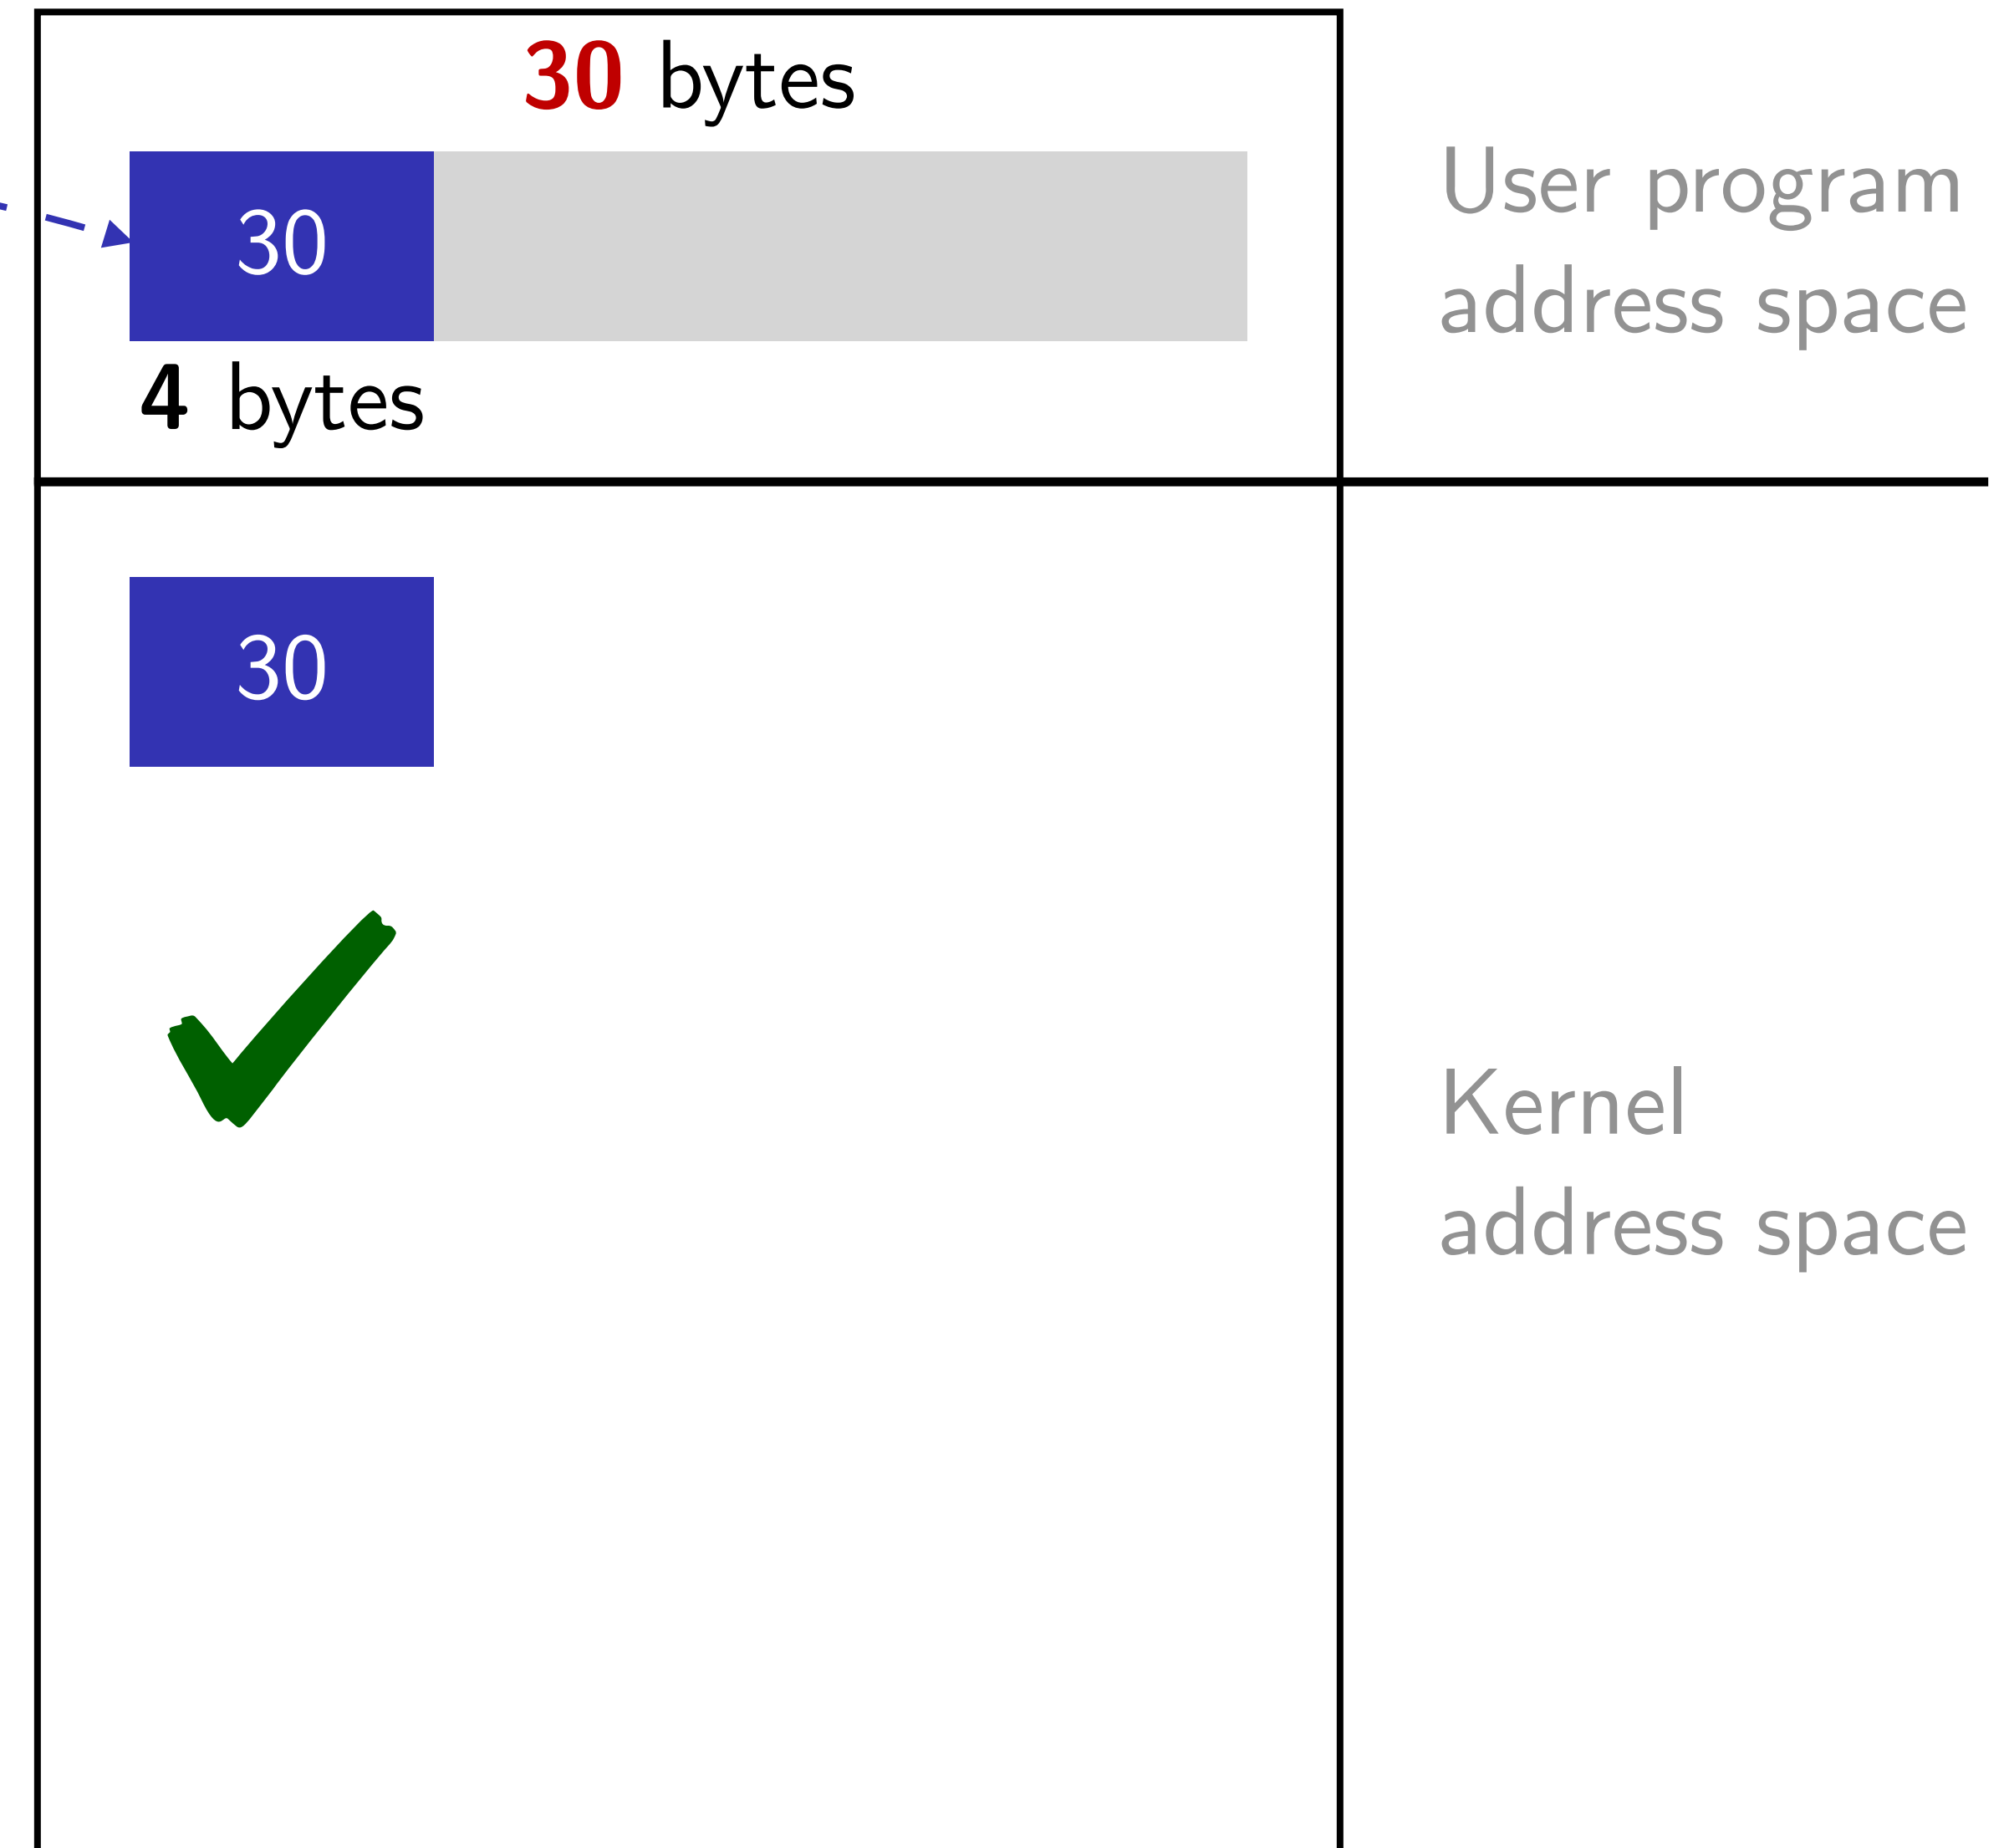 30 bytes
30
4 bytes
User program
address space
30
Kernel
address space